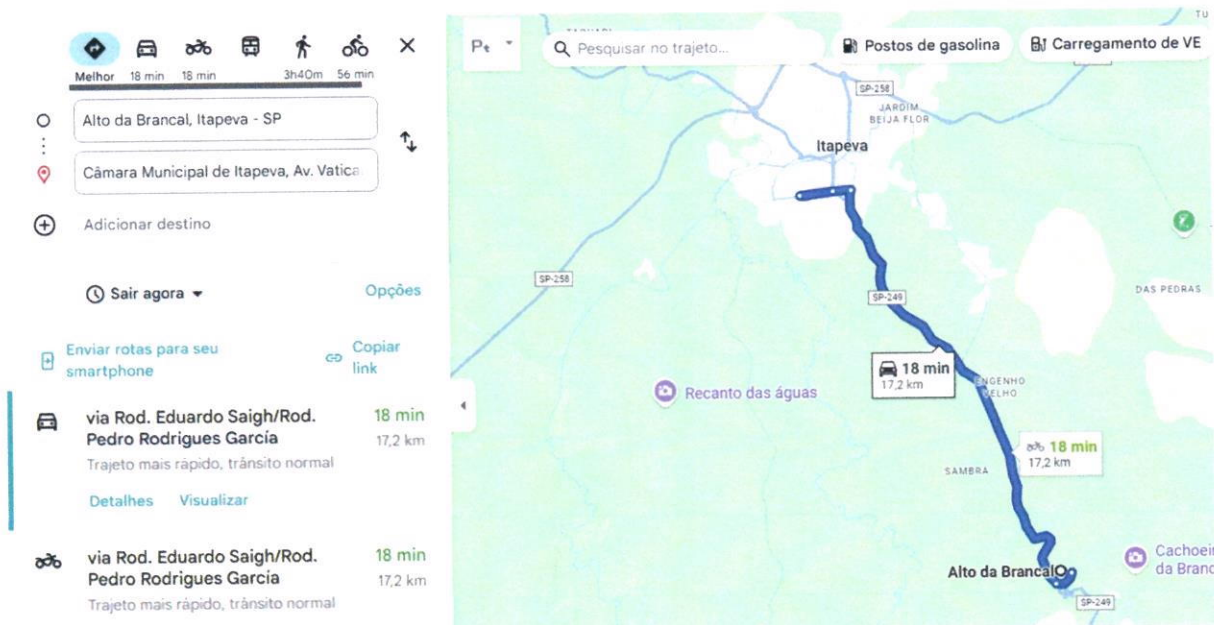 Melhor 18 min 18 min 3h40m 56 min
Alto da Brancal, Itapeva - SP
Câmara Municipal de Itapeva, Av. Vatica
Adicionar destino
Sair agora
Opções
Enviar rotas para seu
smartphone
Copiar
link
via Rod. Eduardo Saigh/Rod.
Pedro Rodrigues García
18 min
17,2 km
Trajeto mais rápido, trânsito normal
Detalhes Visualizar
via Rod. Eduardo Saigh/Rod.
Pedro Rodrigues García
18 min
17,2 km
Trajeto mais rápido, trânsito normal
Pesquisar no trajeto...
Postos de gasolina
Carregamento de VE
TU
SP-258
JARDIM
BEIJA FLOR
Itapeva
SP-258
SP-249
DAS PEDRAS
18 min
17,2 km
ENGENHO
VELHO
Recanto das águas
18 min
17,2 km
SAMBRA
Alto da Brancal
Cachoei
da Branc
SP-249